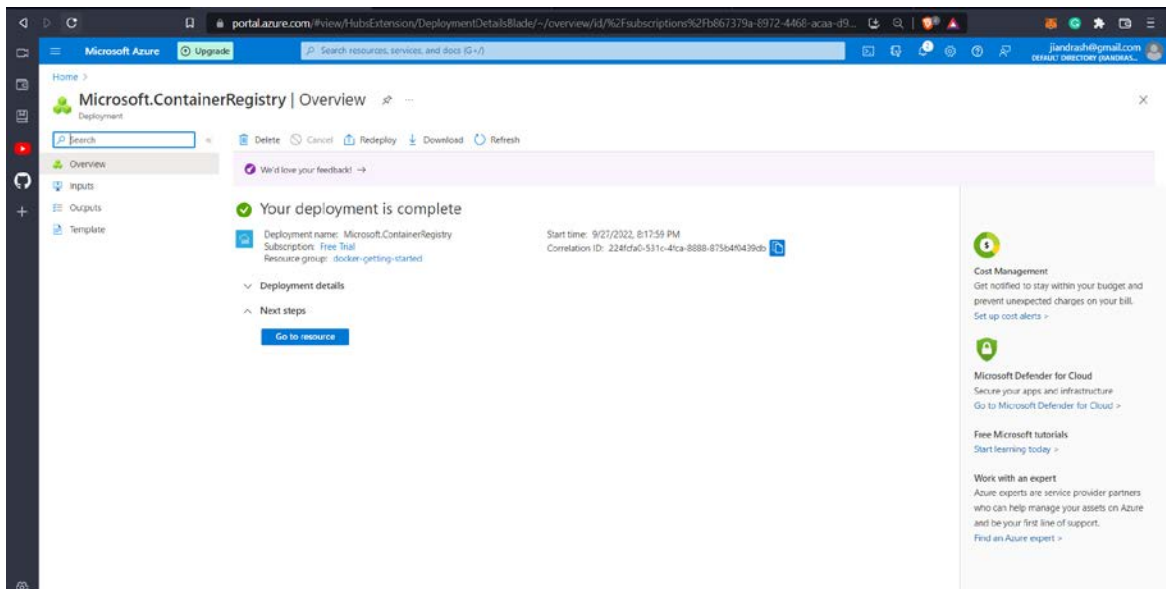 portal.azure.com/#view/HubsExtension/DeploymentDetailsBlade/~/overview/id/%2Fsubscriptions%2Fb867379a-8972-4468-acaa-d9...
Microsoft Azure
Upgrade
Search resources, services, and docs (G+/)
jiandrash@gmail.com
DEFAULT DIRECTORY (JIANDRAS...
Home >
Microsoft.ContainerRegistry | Overview
Deployment
Search
Delete Cancel Redeploy Download Refresh
Overview
Inputs
Outputs
Template
We'd love your feedback! →
Your deployment is complete
Deployment name: Microsoft.ContainerRegistry
Subscription: Free Trial
Resource group: docker-getting-started
Start time: 9/27/2022, 8:17:59 PM
Correlation ID: 224fcfa0-531c-4fca-8888-875b4f0439db
Deployment details
Next steps
Go to resource
Cost Management
Get notified to stay within your budget and
prevent unexpected charges on your bill.
Set up cost alerts >
Microsoft Defender for Cloud
Secure your apps and infrastructure
Go to Microsoft Defender for Cloud >
Free Microsoft tutorials
Start learning today >
Work with an expert
Azure experts are service provider partners
who can help manage your assets on Azure
and be your first line of support.
Find an Azure expert >